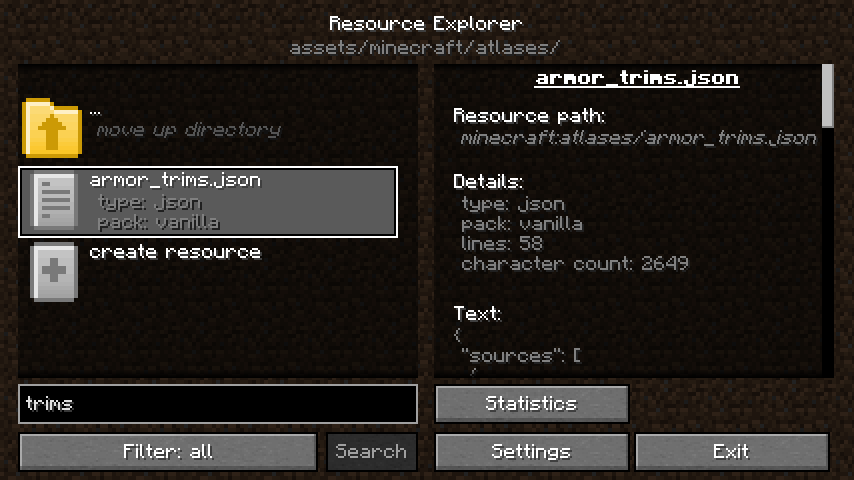 Resource Explorer
assets/minecraft/atlases/
...
move up directory
armor_trims.json
type: json
pack: vanilla
create resource
trims
Filter: all
Search
armor_trims.json
Resource path:
minecraft:atlases/armor_trims.json
Details:
type: json
pack: vanilla
lines: 58
character count: 2649
Text:
{
"sources": [
Statistics
Settings
Exit